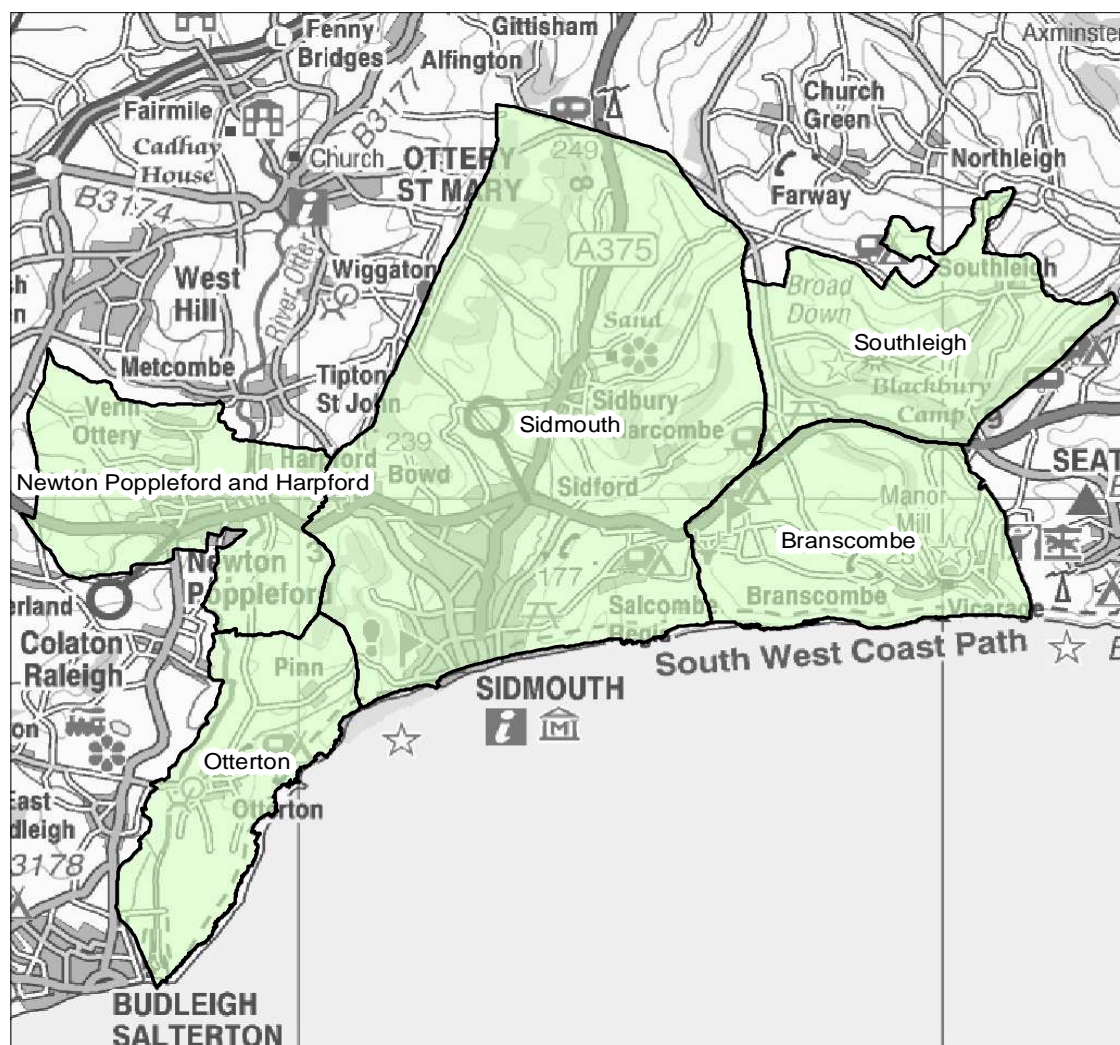 Gittisham
Fenny
Bridges
Alfington
Axminster
B3177
Fairmile
Cadhay
House
Church
Church
Green
OTTERY
ST MARY
249
Northleigh
Farway
B3174
A375
Southleigh
West
Hill
River Otter
Wiggaton
Broad
Down
Sand
Southleigh
Metcombe
Tipton
St John
Blackbury
Camp
Venn
Ottery
Sidbury
Sidmouth
239
Harpford
Bowd
SEAT
Newton Poppleford and Harpford
Sidford
Manor
Mill
Branscombe
Newton
Poppleford
3
177
Colaton
Raleigh
Salcombe
Regis
Branscombe
Vicarage
Pinn
South West Coast Path
SIDMOUTH
Otterton
Otterton
East
dleigh
3178
BUDLEIGH
SALTERTON